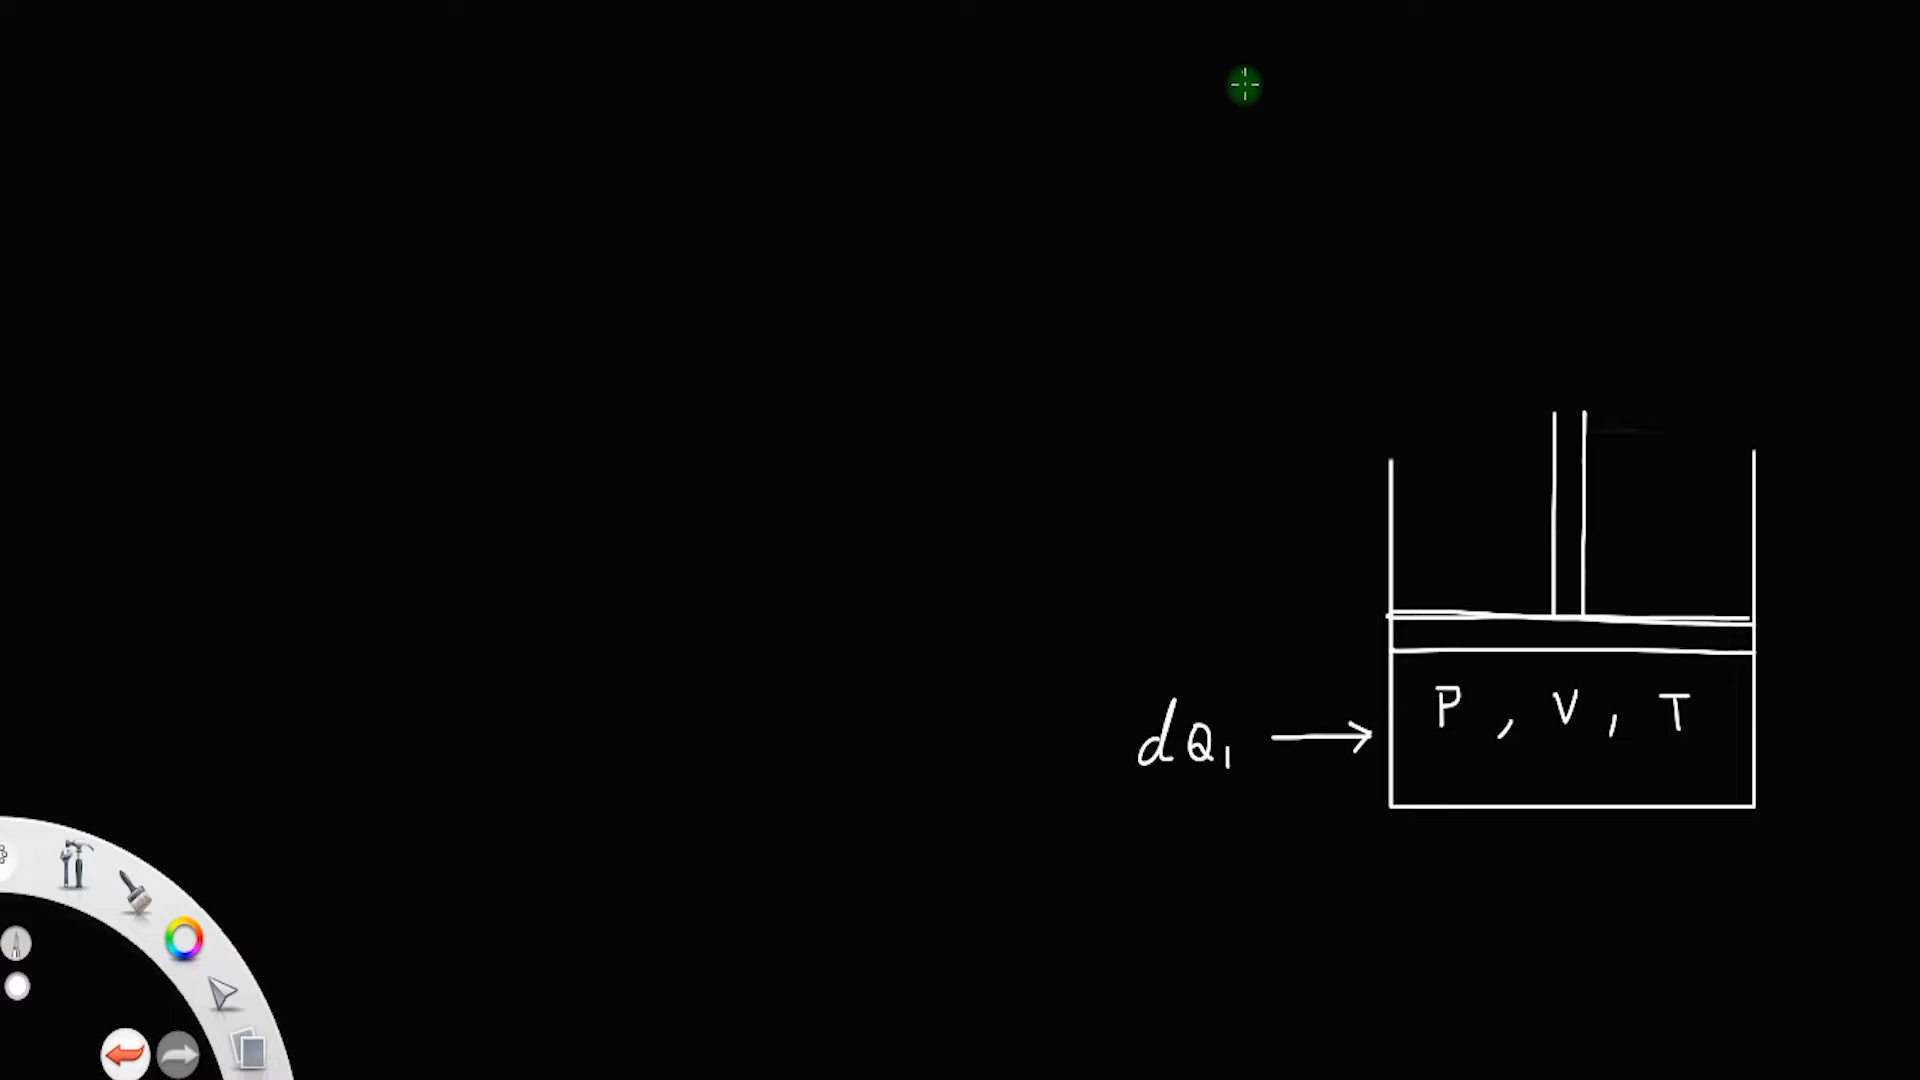 P , V , T
dQ₁ →